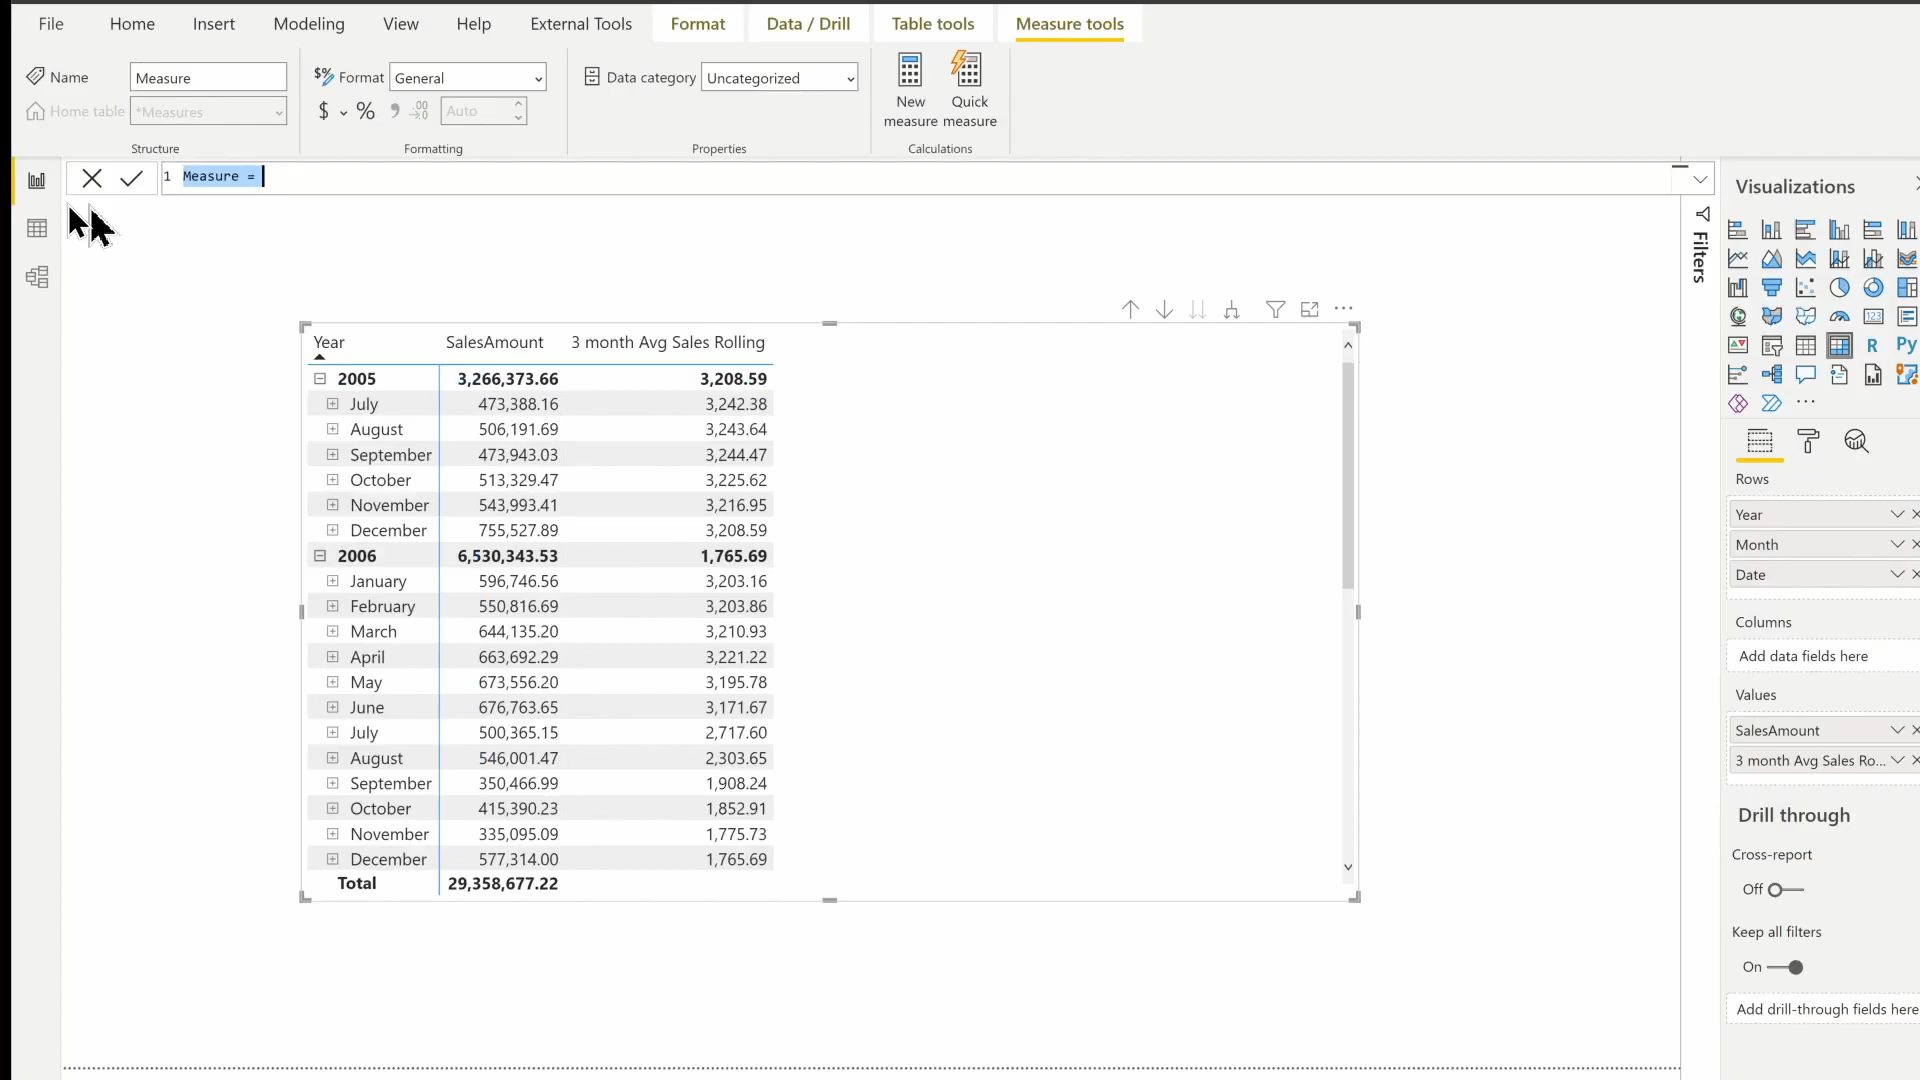 File Home Insert Modeling View Help External Tools Format Data / Drill Table tools Measure tools
Name Measure $% Format General Data category Uncategorized New measure Quick measure
Home table *Measures $ % , .00 Auto
Structure Formatting Properties Calculations
1 Measure =
Visualizations
Filters
123
R Py
Year SalesAmount 3 month Avg Sales Rolling
2005 3,266,373.66 3,208.59
July 473,388.16 3,242.38
August 506,191.69 3,243.64
September 473,943.03 3,244.47
October 513,329.47 3,225.62
November 543,993.41 3,216.95
December 755,527.89 3,208.59
2006 6,530,343.53 1,765.69
January 596,746.56 3,203.16
February 550,816.69 3,203.86
March 644,135.20 3,210.93
April 663,692.29 3,221.22
May 673,556.20 3,195.78
June 676,763.65 3,171.67
July 500,365.15 2,717.60
August 546,001.47 2,303.65
September 350,466.99 1,908.24
October 415,390.23 1,852.91
November 335,095.09 1,775.73
December 577,314.00 1,765.69
Total 29,358,677.22
Rows
Year
Month
Date
Columns
Add data fields here
Values
SalesAmount
3 month Avg Sales Ro...
Drill through
Cross-report
Off
Keep all filters
On
Add drill-through fields here